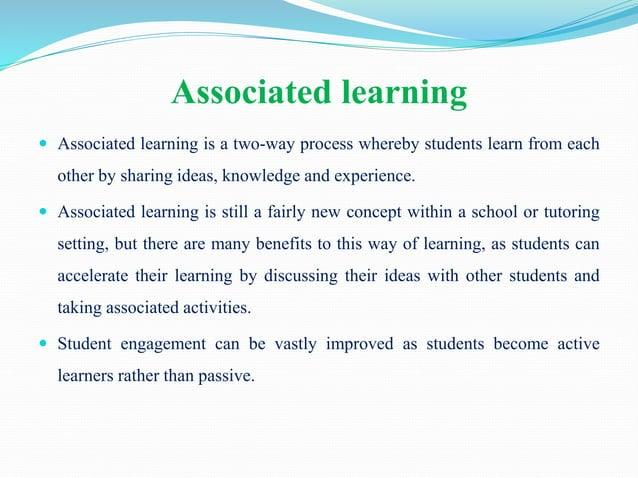 Associated learning
• Associated learning is a two-way process whereby students learn from each
other by sharing ideas, knowledge and experience.
• Associated learning is still a fairly new concept within a school or tutoring
setting, but there are many benefits to this way of learning, as students can
accelerate their learning by discussing their ideas with other students and
taking associated activities.
• Student engagement can be vastly improved as students become active
learners rather than passive.